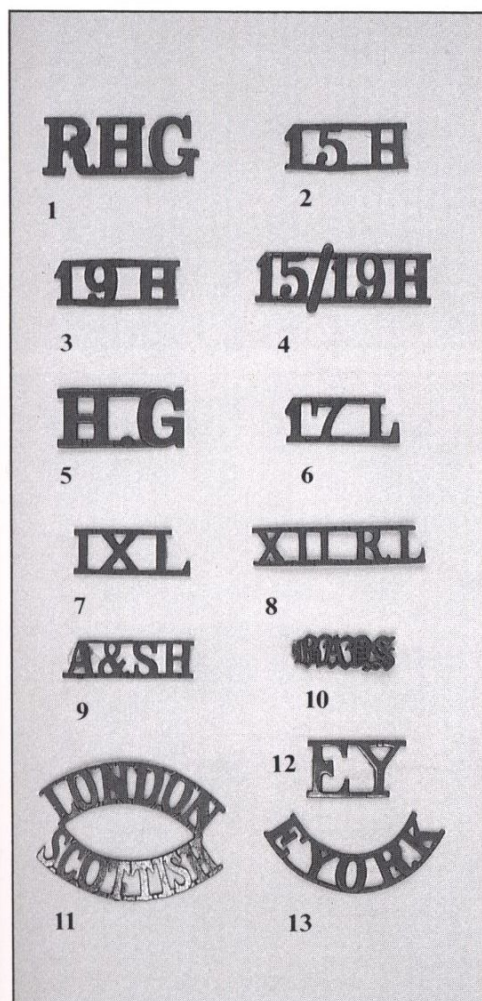 RHG
1
15 H
2
19 H
3
15/19H
4
H.G
5
17 L
6
IXL
7
XII R.L
8
A&SH
9
10
LONDON
SCOTTISH
11
12
EY
E YORK
13